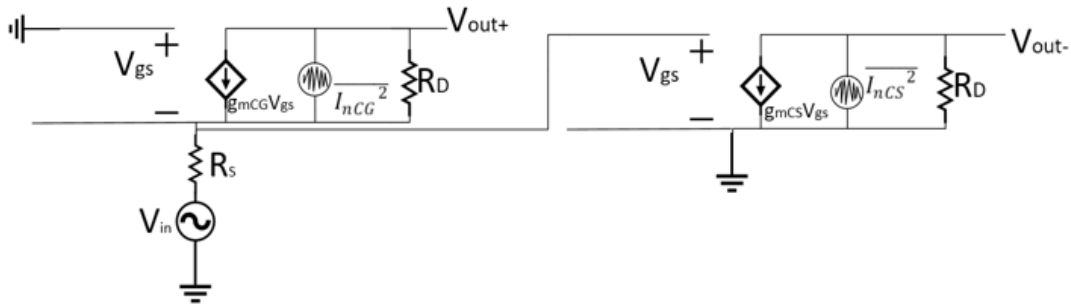 Vout+
+
Vgs
−
gmCGVgs
InCG²
RD
Rs
Vin
Vout-
+
Vgs
−
gmCSVgs
InCS²
RD